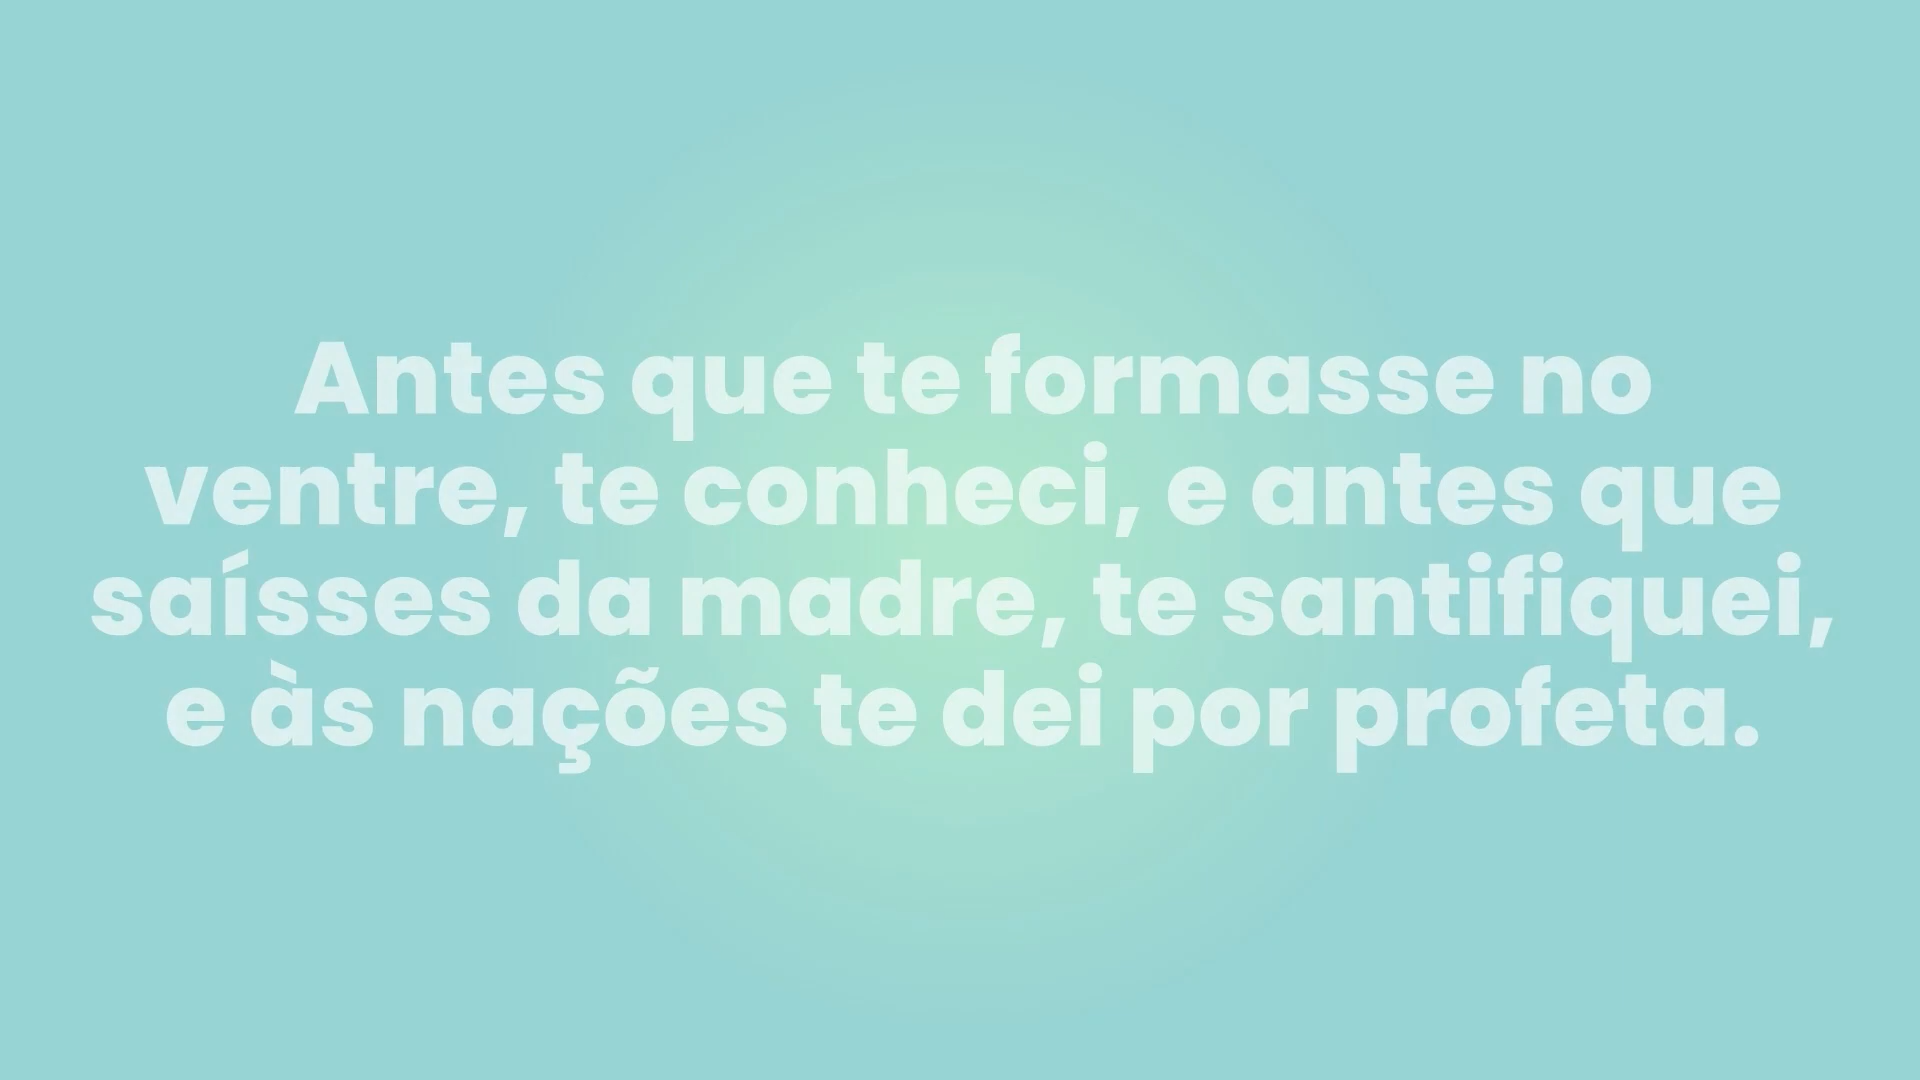 Antes que te formasse no
ventre, te conheci, e antes que
saísses da madre, te santifiquei,
e às nações te dei por profeta.